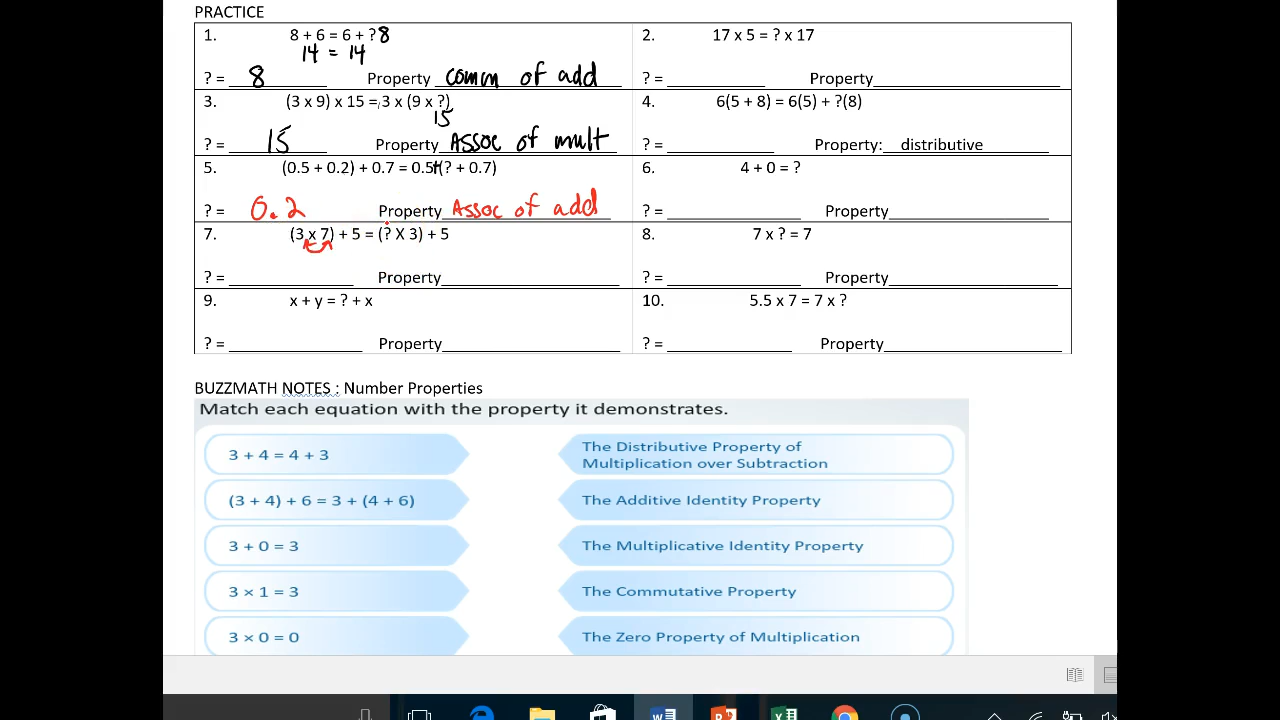 PRACTICE
1. 8 + 6 = 6 + ? 8
14 = 14
? = 8 Property comm of add
2. 17 x 5 = ? x 17
? = Property
3. (3 x 9) x 15 = 3 x (9 x ?)
15
? = 15 Property Assoc of mult
4. 6(5 + 8) = 6(5) + ?(8)
? = Property: distributive
5. (0.5 + 0.2) + 0.7 = 0.5+(? + 0.7)
? = 0.2 Property Assoc of add
6. 4 + 0 = ?
? = Property
7. (3 x 7) + 5 = (? X 3) + 5
? = Property
8. 7 x ? = 7
? = Property
9. x + y = ? + x
? = Property
10. 5.5 x 7 = 7 x ?
? = Property
BUZZMATH NOTES : Number Properties
Match each equation with the property it demonstrates.
3 + 4 = 4 + 3
The Distributive Property of
Multiplication over Subtraction
(3 + 4) + 6 = 3 + (4 + 6)
The Additive Identity Property
3 + 0 = 3
The Multiplicative Identity Property
3 × 1 = 3
The Commutative Property
3 × 0 = 0
The Zero Property of Multiplication